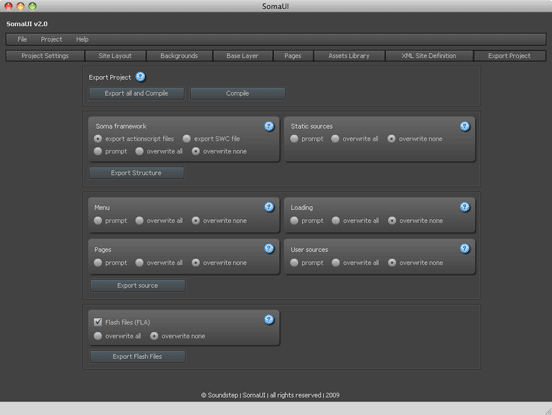 SomaUI
SomaUI v2.0
File Project Help
Project Settings Site Layout Backgrounds Base Layer Pages Assets Library XML Site Definition Export Project
Export Project ?
Export all and Compile Compile
Soma framework ? Static sources ?
export actionscript files export SWC file prompt overwrite all overwrite none
prompt overwrite all overwrite none
Export Structure
Menu ? Loading ?
prompt overwrite all overwrite none prompt overwrite all overwrite none
Pages ? User sources ?
prompt overwrite all overwrite none prompt overwrite all overwrite none
Export source
Flash files (FLA) ?
overwrite all overwrite none
Export Flash Files
© Soundstep | SomaUI | all rights reserved | 2009